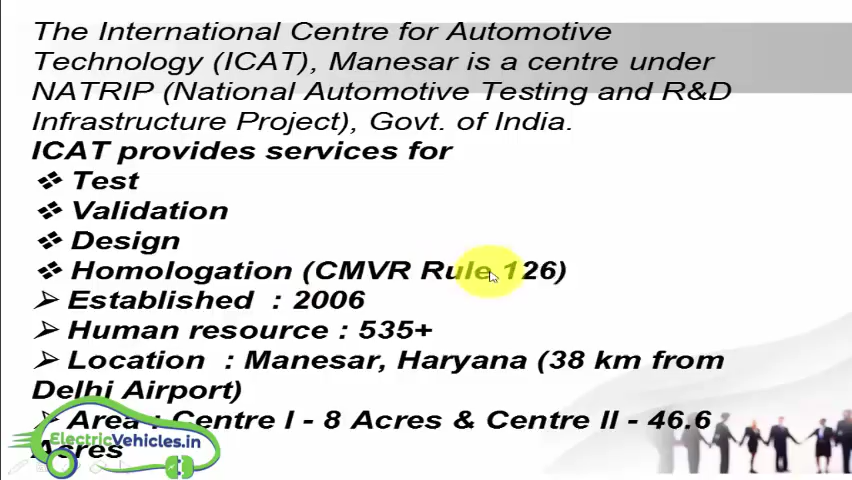 The International Centre for Automotive
Technology (ICAT), Manesar is a centre under
NATRIP (National Automotive Testing and R&D
Infrastructure Project), Govt. of India.
ICAT provides services for
❖ Test
❖ Validation
❖ Design
❖ Homologation (CMVR Rule 126)
➢ Established : 2006
➢ Human resource : 535+
➢ Location : Manesar, Haryana (38 km from
Delhi Airport)
➢ Area : Centre I - 8 Acres & Centre II - 46.6
Acres
ElectricVehicles.in